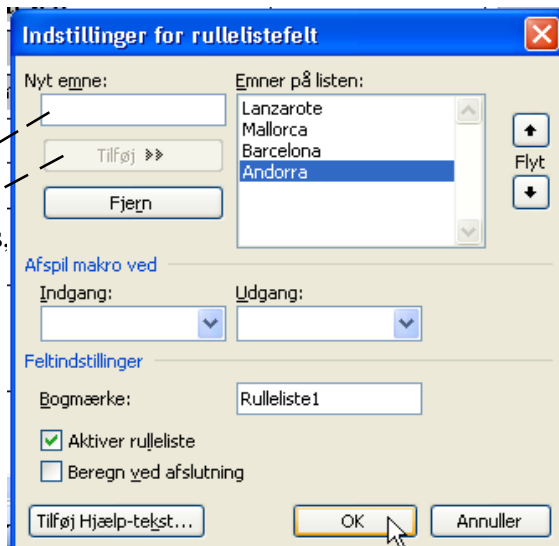 Indstillinger for rullelistefelt
Nyt emne:
Emner på listen:
Lanzarote
Mallorca
Barcelona
Andorra
Tilføj
Fjern
Flyt
Afspil makro ved
Indgang:
Udgang:
Feltindstillinger
Bogmærke:
Rulleliste1
Aktiver rulleliste
Beregn ved afslutning
Tilføj Hjælp-tekst...
OK
Annuller